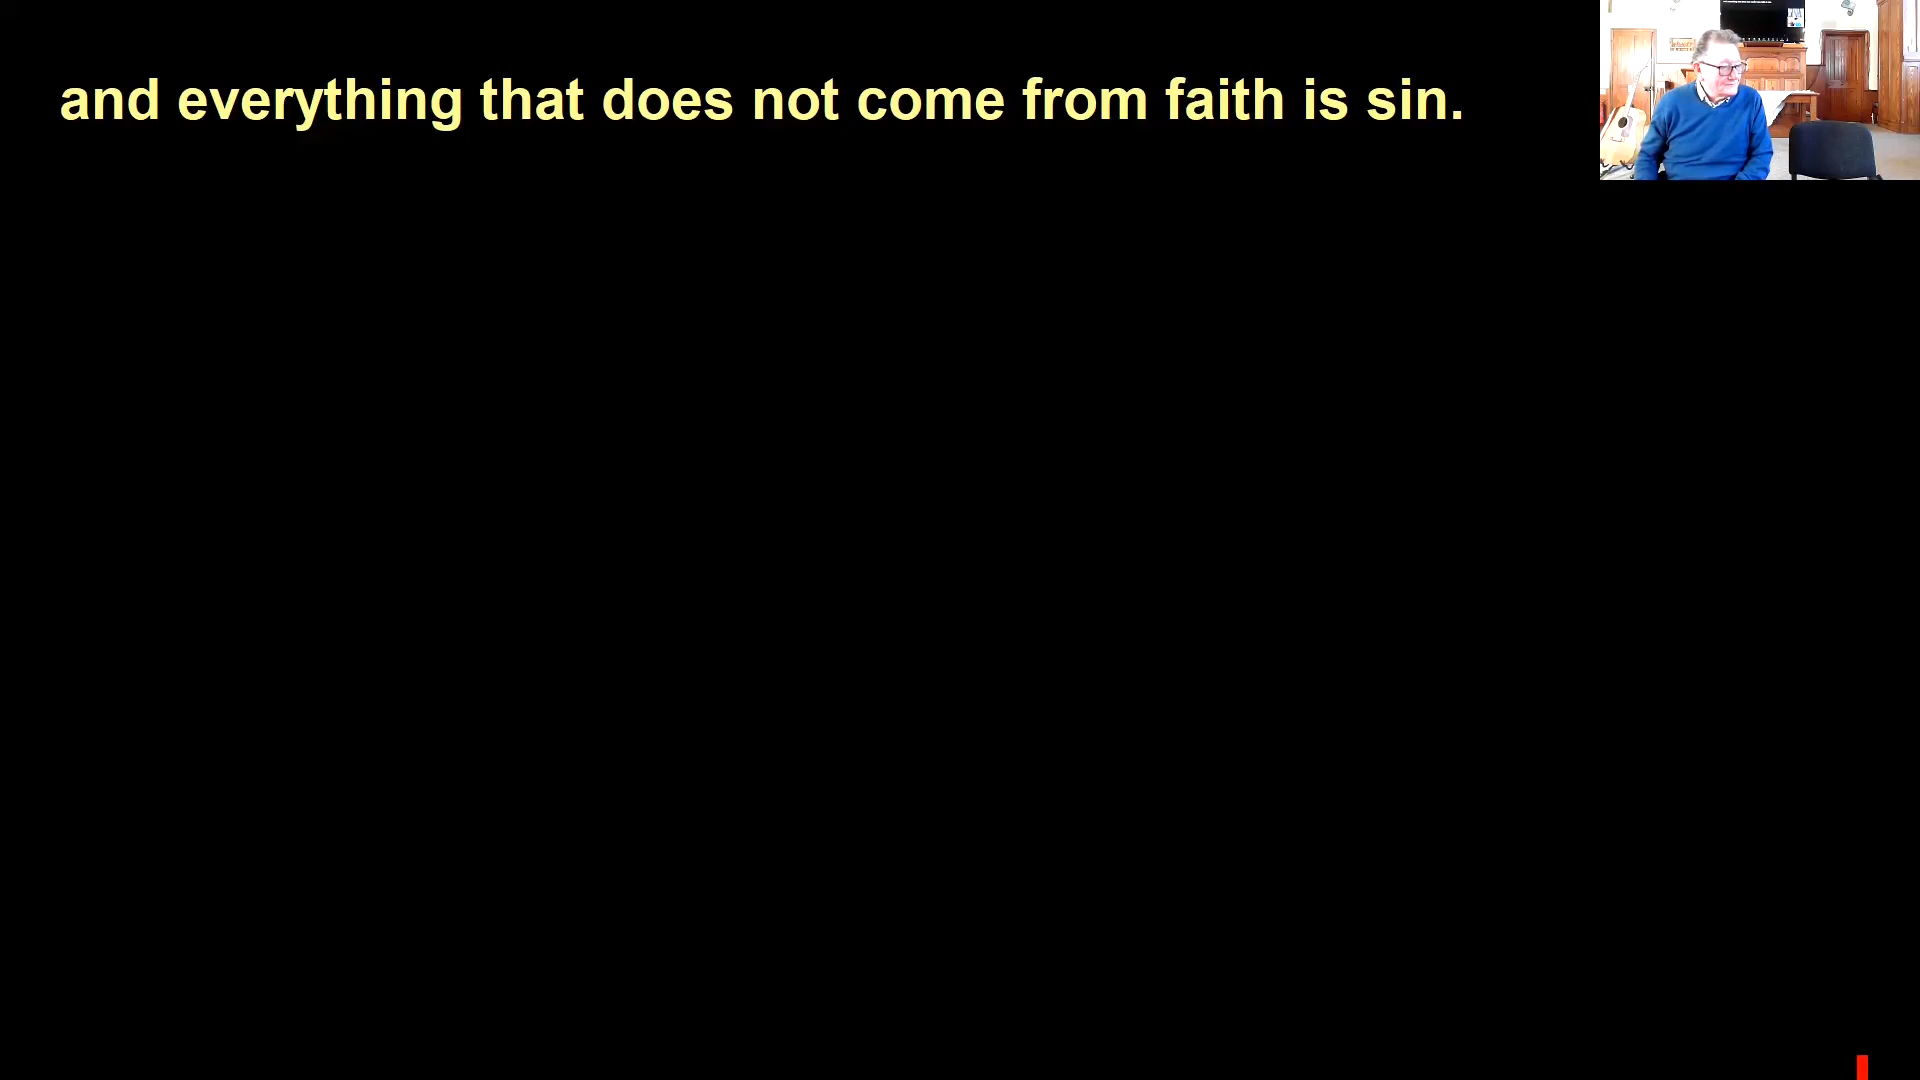 and everything that does not come from faith is sin.